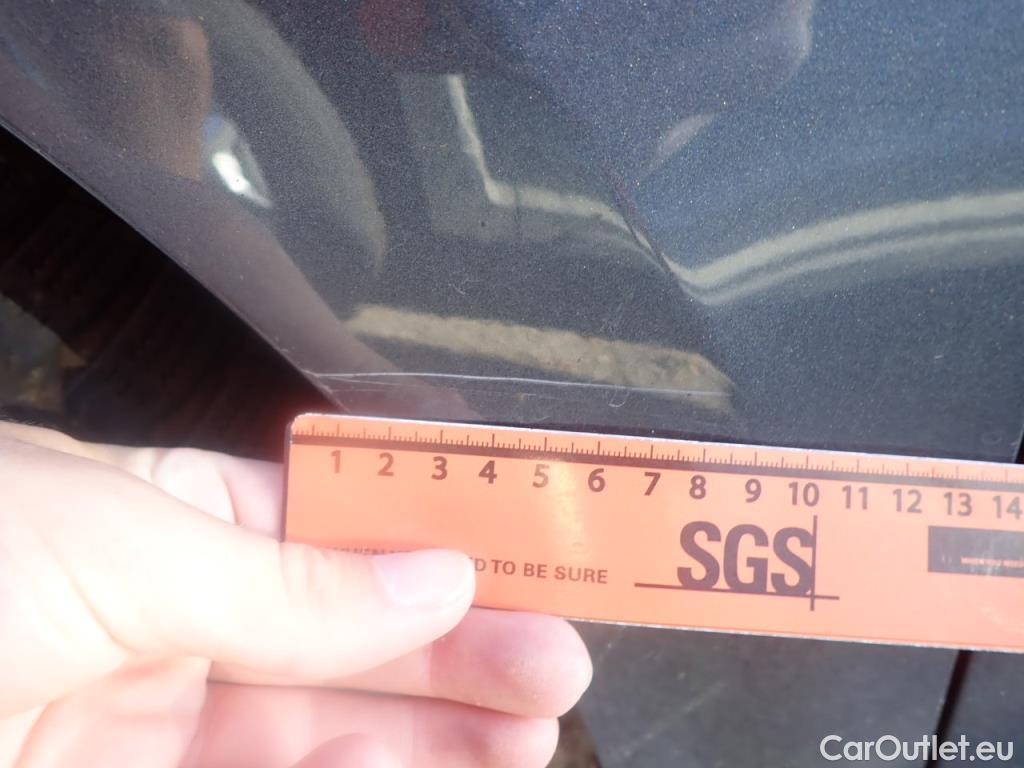 1 2 3 4 5 6 7 8 9 10 11 12 13 14
SGS
TO BE SURE
CarOutlet.eu